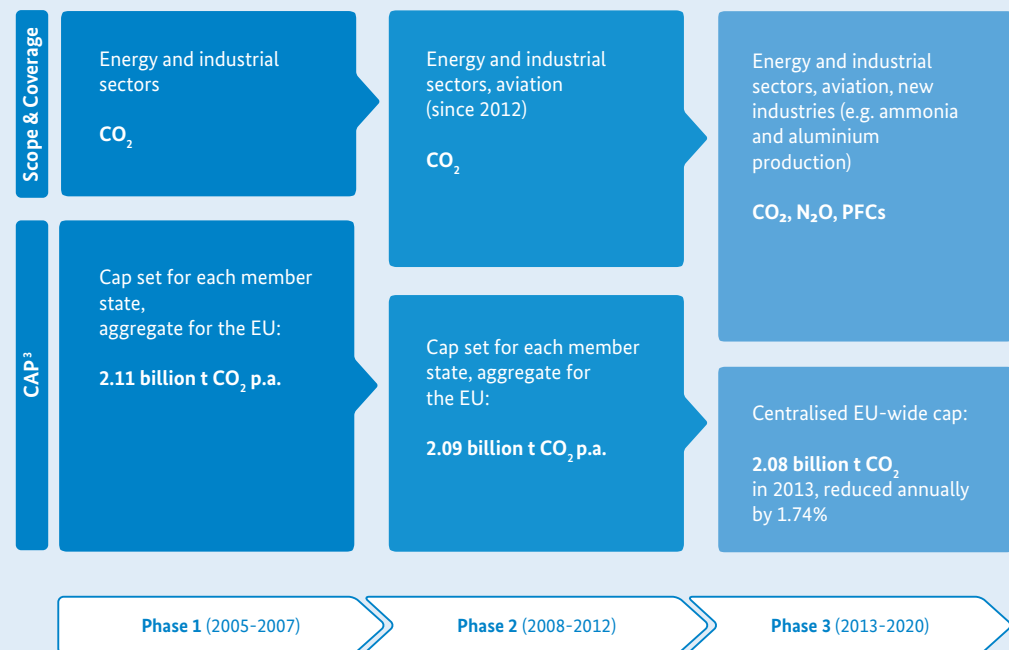 Scope & Coverage
Energy and industrial
sectors
CO₂
Energy and industrial
sectors, aviation
(since 2012)
CO₂
Energy and industrial
sectors, aviation, new
industries (e.g. ammonia
and aluminium
production)
CO₂, N₂O, PFCs
CAP³
Cap set for each member
state,
aggregate for the EU:
2.11 billion t CO₂ p.a.
Cap set for each member
state, aggregate for
the EU:
2.09 billion t CO₂ p.a.
Centralised EU-wide cap:
2.08 billion t CO₂
in 2013, reduced annually
by 1.74%
Phase 1 (2005-2007)
Phase 2 (2008-2012)
Phase 3 (2013-2020)